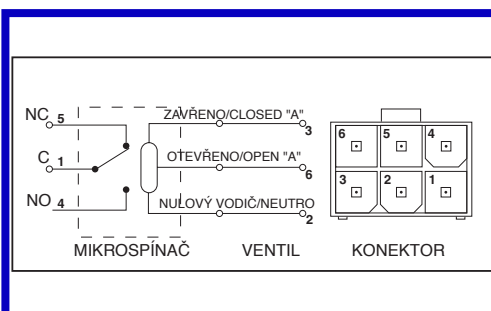 NC 5
ZAVŘENO/CLOSED "A"
3
C 1
OTEVŘENO/OPEN "A"
6
NO 4
NULOVÝ VODIČ/NEUTRO
2
MIKROSPÍNAČ
VENTIL
6 5 4
3 2 1
KONEKTOR